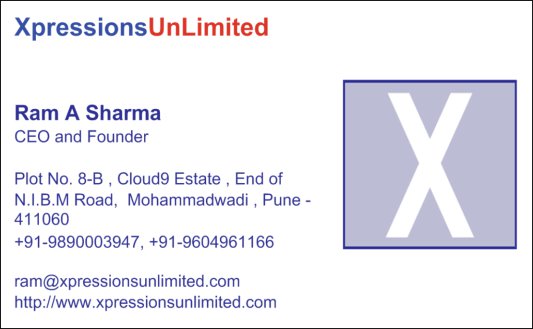 XpressionsUnLimited
Ram A Sharma
CEO and Founder
Plot No. 8-B , Cloud9 Estate , End of
N.I.B.M Road,  Mohammadwadi , Pune -
411060
+91-9890003947, +91-9604961166
ram@xpressionsunlimited.com
http://www.xpressionsunlimited.com
X